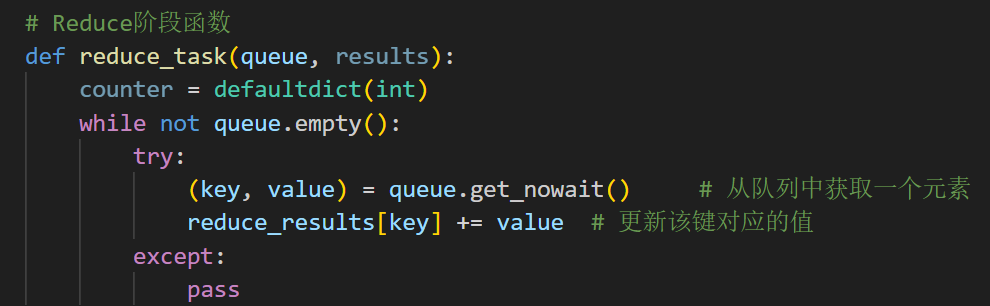 # Reduce阶段函数
def reduce_task(queue, results):
    counter = defaultdict(int)
    while not queue.empty():
        try:
            (key, value) = queue.get_nowait()     # 从队列中获取一个元素
            reduce_results[key] += value  # 更新该键对应的值
        except:
            pass